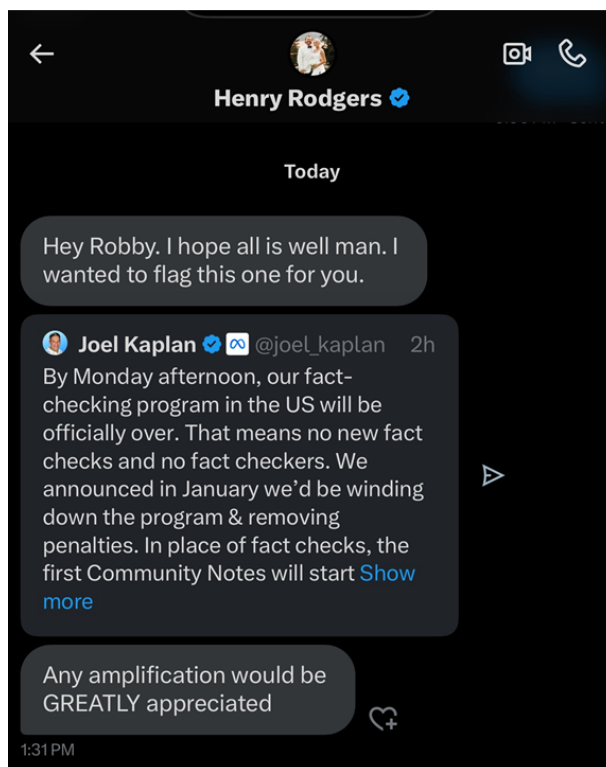 Henry Rodgers
Today
Hey Robby. I hope all is well man. I
wanted to flag this one for you.
Joel Kaplan @joel_kaplan 2h
By Monday afternoon, our fact-
checking program in the US will be
officially over. That means no new fact
checks and no fact checkers. We
announced in January we’d be winding
down the program & removing
penalties. In place of fact checks, the
first Community Notes will start Show
more
Any amplification would be
GREATLY appreciated
1:31 PM